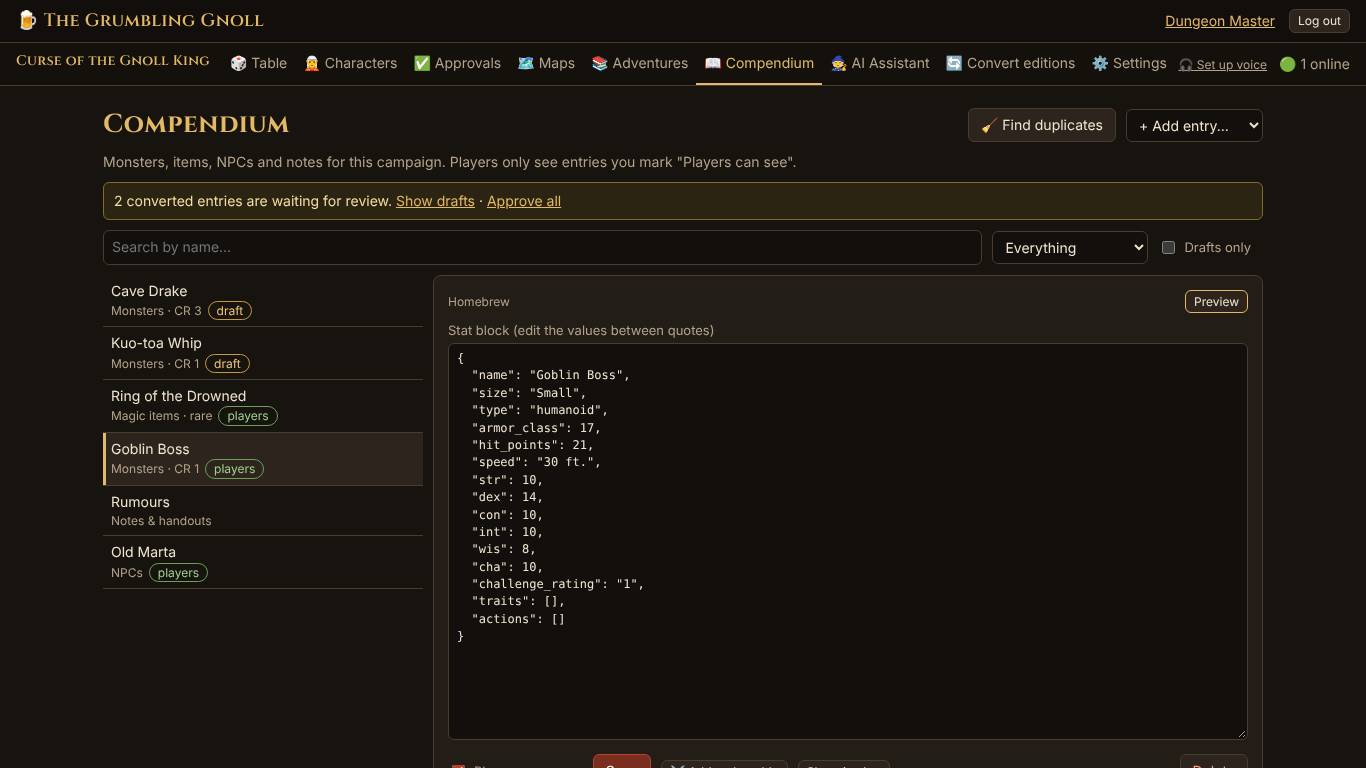 The Grumbling Gnoll
Dungeon Master
Log out
Curse of the Gnoll King
Table
Characters
Approvals
Maps
Adventures
Compendium
AI Assistant
Convert editions
Settings
Set up voice
1 online
Compendium
Find duplicates
+ Add entry...
Monsters, items, NPCs and notes for this campaign. Players only see entries you mark "Players can see".
2 converted entries are waiting for review. Show drafts · Approve all
Search by name...
Everything
Drafts only
Cave Drake
Monsters · CR 3 draft
Kuo-toa Whip
Monsters · CR 1 draft
Ring of the Drowned
Magic items · rare players
Goblin Boss
Monsters · CR 1 players
Rumours
Notes & handouts
Old Marta
NPCs players
Homebrew
Preview
Stat block (edit the values between quotes)
{
"name": "Goblin Boss",
"size": "Small",
"type": "humanoid",
"armor_class": 17,
"hit_points": 21,
"speed": "30 ft.",
"str": 10,
"dex": 14,
"con": 10,
"int": 10,
"wis": 8,
"cha": 10,
"challenge_rating": "1",
"traits": [],
"actions": []
}